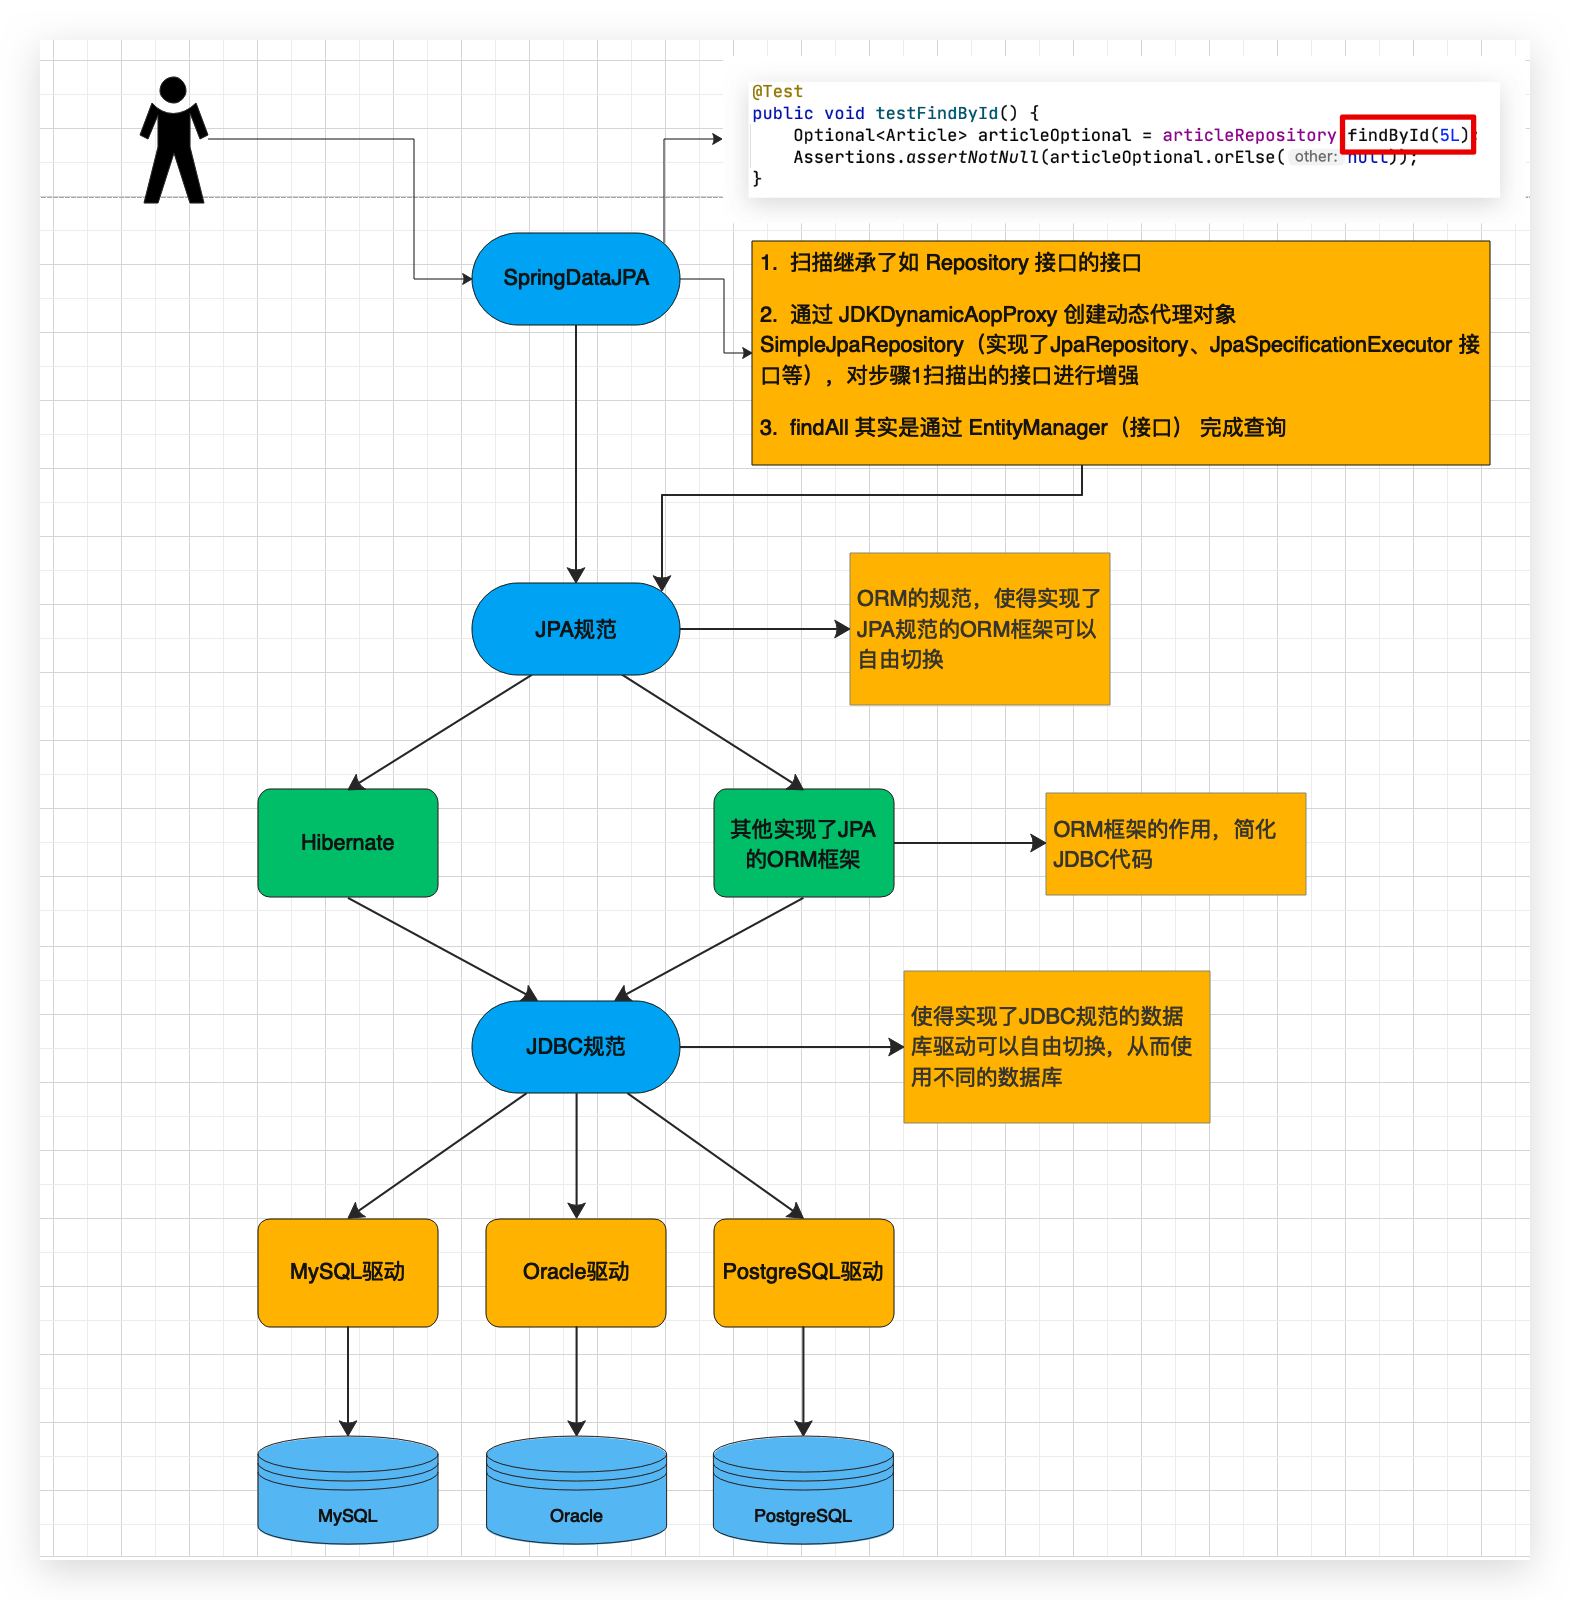 @Test
public void testFindById() {
Optional<Article> articleOptional = articleRepository.findById(5L);
Assertions.assertNotNull(articleOptional.orElse( other: null));
}
SpringDataJPA
1. 扫描继承了如 Repository 接口的接口
2. 通过 JDKDynamicAopProxy 创建动态代理对象
SimpleJpaRepository（实现了JpaRepository、JpaSpecificationExecutor 接
口等），对步骤1扫描出的接口进行增强
3. findAll 其实是通过 EntityManager（接口） 完成查询
JPA规范
ORM的规范，使得实现了
JPA规范的ORM框架可以
自由切换
Hibernate
其他实现了JPA
的ORM框架
ORM框架的作用，简化
JDBC代码
JDBC规范
使得实现了JDBC规范的数据
库驱动可以自由切换，从而使
用不同的数据库
MySQL驱动
Oracle驱动
PostgreSQL驱动
MySQL
Oracle
PostgreSQL